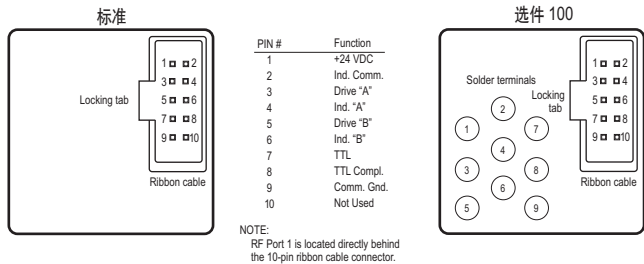 标准
1 2
3 4
5 6
7 8
9 10
Locking tab
Ribbon cable
PIN # Function
1 +24 VDC
2 Ind. Comm.
3 Drive “A”
4 Ind. “A”
5 Drive “B”
6 Ind. “B”
7 TTL
8 TTL Compl.
9 Comm. Gnd.
10 Not Used
NOTE:
RF Port 1 is located directly behind
the 10-pin ribbon cable connector.
选件 100
Solder terminals
2
1 7
4
3 8
6
5 9
Locking
tab
1 2
3 4
5 6
7 8
9 10
Ribbon cable